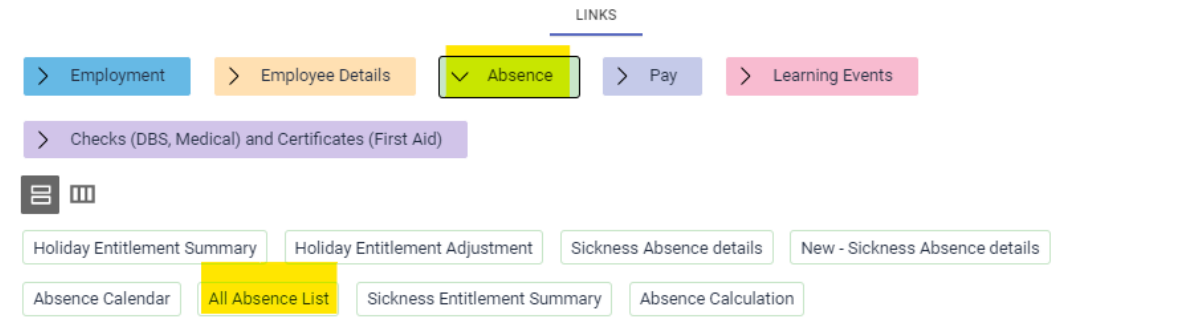 LINKS
Employment Employee Details Absence Pay Learning Events
Checks (DBS, Medical) and Certificates (First Aid)
Holiday Entitlement Summary Holiday Entitlement Adjustment Sickness Absence details New - Sickness Absence details
Absence Calendar All Absence List Sickness Entitlement Summary Absence Calculation